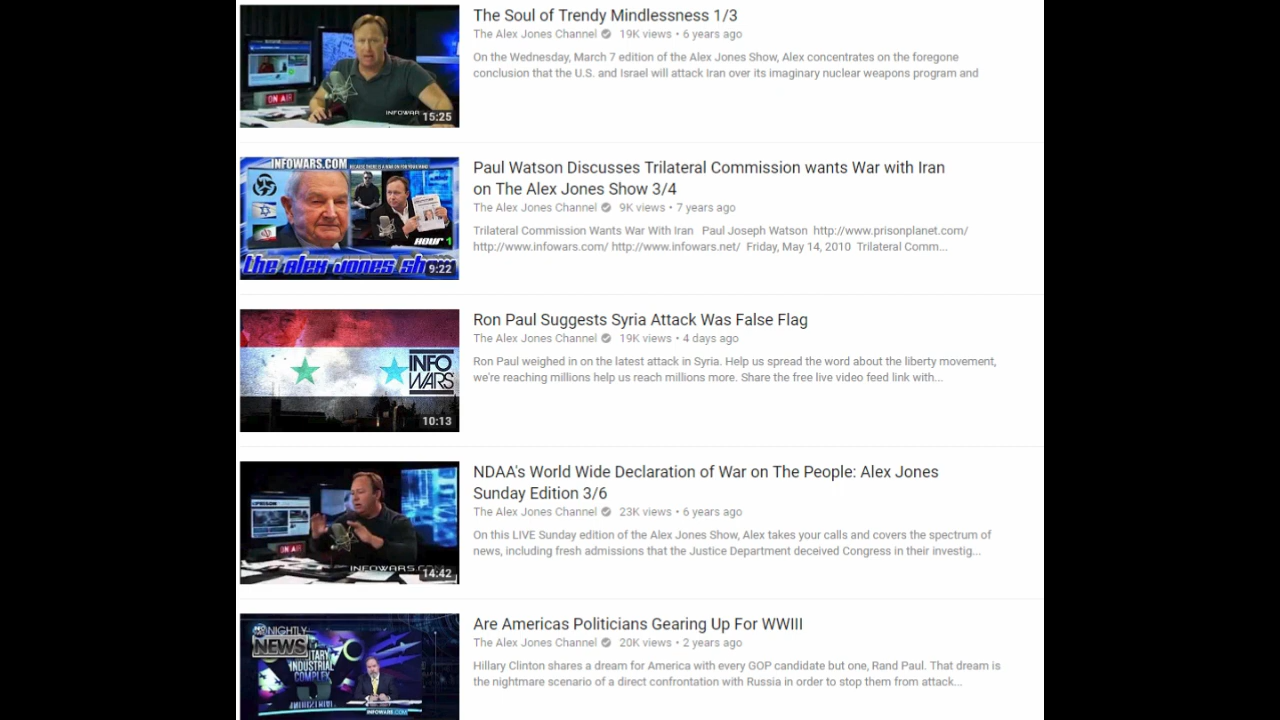 The Soul of Trendy Mindlessness 1/3
The Alex Jones Channel 19K views • 6 years ago
On the Wednesday, March 7 edition of the Alex Jones Show, Alex concentrates on the foregone
conclusion that the U.S. and Israel will attack Iran over its imaginary nuclear weapons program and
ON AIR
INFOWAR
15:25
INFOWARS.COM
HOUR 1
the alex jones show
9:22
Paul Watson Discusses Trilateral Commission wants War with Iran
on The Alex Jones Show 3/4
The Alex Jones Channel 9K views • 7 years ago
Trilateral Commission Wants War With Iran Paul Joseph Watson http://www.prisonplanet.com/
http://www.infowars.com/ http://www.infowars.net/ Friday, May 14, 2010 Trilateral Comm...
INFO
WARS
10:13
Ron Paul Suggests Syria Attack Was False Flag
The Alex Jones Channel 19K views • 4 days ago
Ron Paul weighed in on the latest attack in Syria. Help us spread the word about the liberty movement,
we're reaching millions help us reach millions more. Share the free live video feed link with...
INFOWARS.C
14:42
NDAA's World Wide Declaration of War on The People: Alex Jones
Sunday Edition 3/6
The Alex Jones Channel 23K views • 6 years ago
On this LIVE Sunday edition of the Alex Jones Show, Alex takes your calls and covers the spectrum of
news, including fresh admissions that the Justice Department deceived Congress in their investig...
NIGHTLY
NEWS
ITARY
INDUSTRIAL
COMPLEX
INFOWARS.COM
Are Americas Politicians Gearing Up For WWIII
The Alex Jones Channel 20K views • 2 years ago
Hillary Clinton shares a dream for America with every GOP candidate but one, Rand Paul. That dream is
the nightmare scenario of a direct confrontation with Russia in order to stop them from attack...